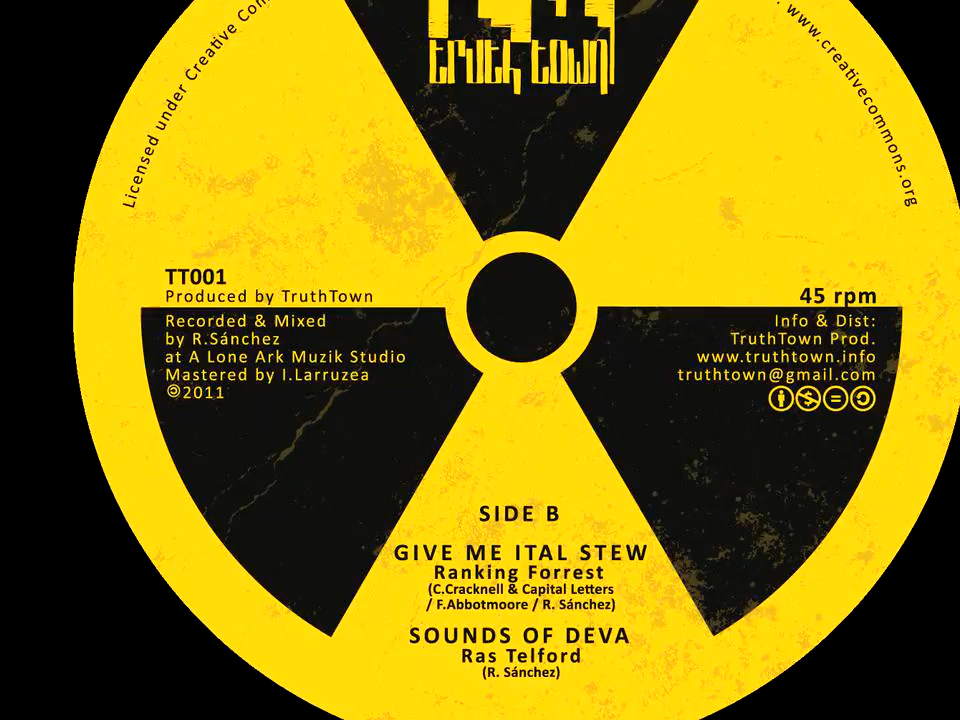 truth town
Licensed under Creative Com
. www.creativecommons.org
TT001
Produced by TruthTown
Recorded & Mixed
by R.Sánchez
at A Lone Ark Muzik Studio
Mastered by I.Larruzea
2011
45 rpm
Info & Dist:
TruthTown Prod.
www.truthtown.info
truthtown@gmail.com
SIDE B
GIVE ME ITAL STEW
Ranking Forrest
(C.Cracknell & Capital Letters
/ F.Abbotmoore / R. Sánchez)
SOUNDS OF DEVA
Ras Telford
(R. Sánchez)